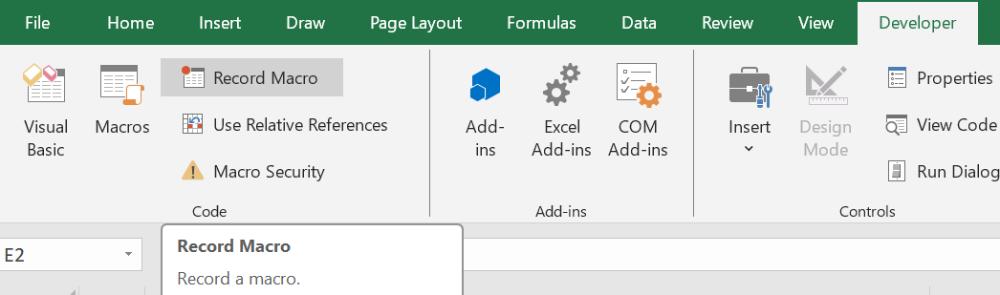 File Home Insert Draw Page Layout Formulas Data Review View Developer
Visual
Basic
Macros
Record Macro
Use Relative References
Macro Security
Code
Add-
ins
Excel
Add-ins
COM
Add-ins
Add-ins
Insert
Design
Mode
Properties
View Code
Run Dialog
Controls
E2
Record Macro
Record a macro.